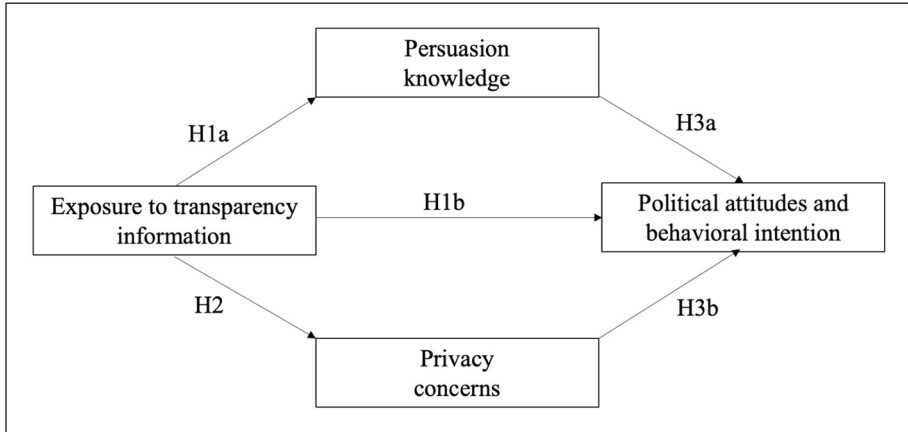 Persuasion
knowledge
H1a
H3a
Exposure to transparency
information
H1b
Political attitudes and
behavioral intention
H2
H3b
Privacy
concerns